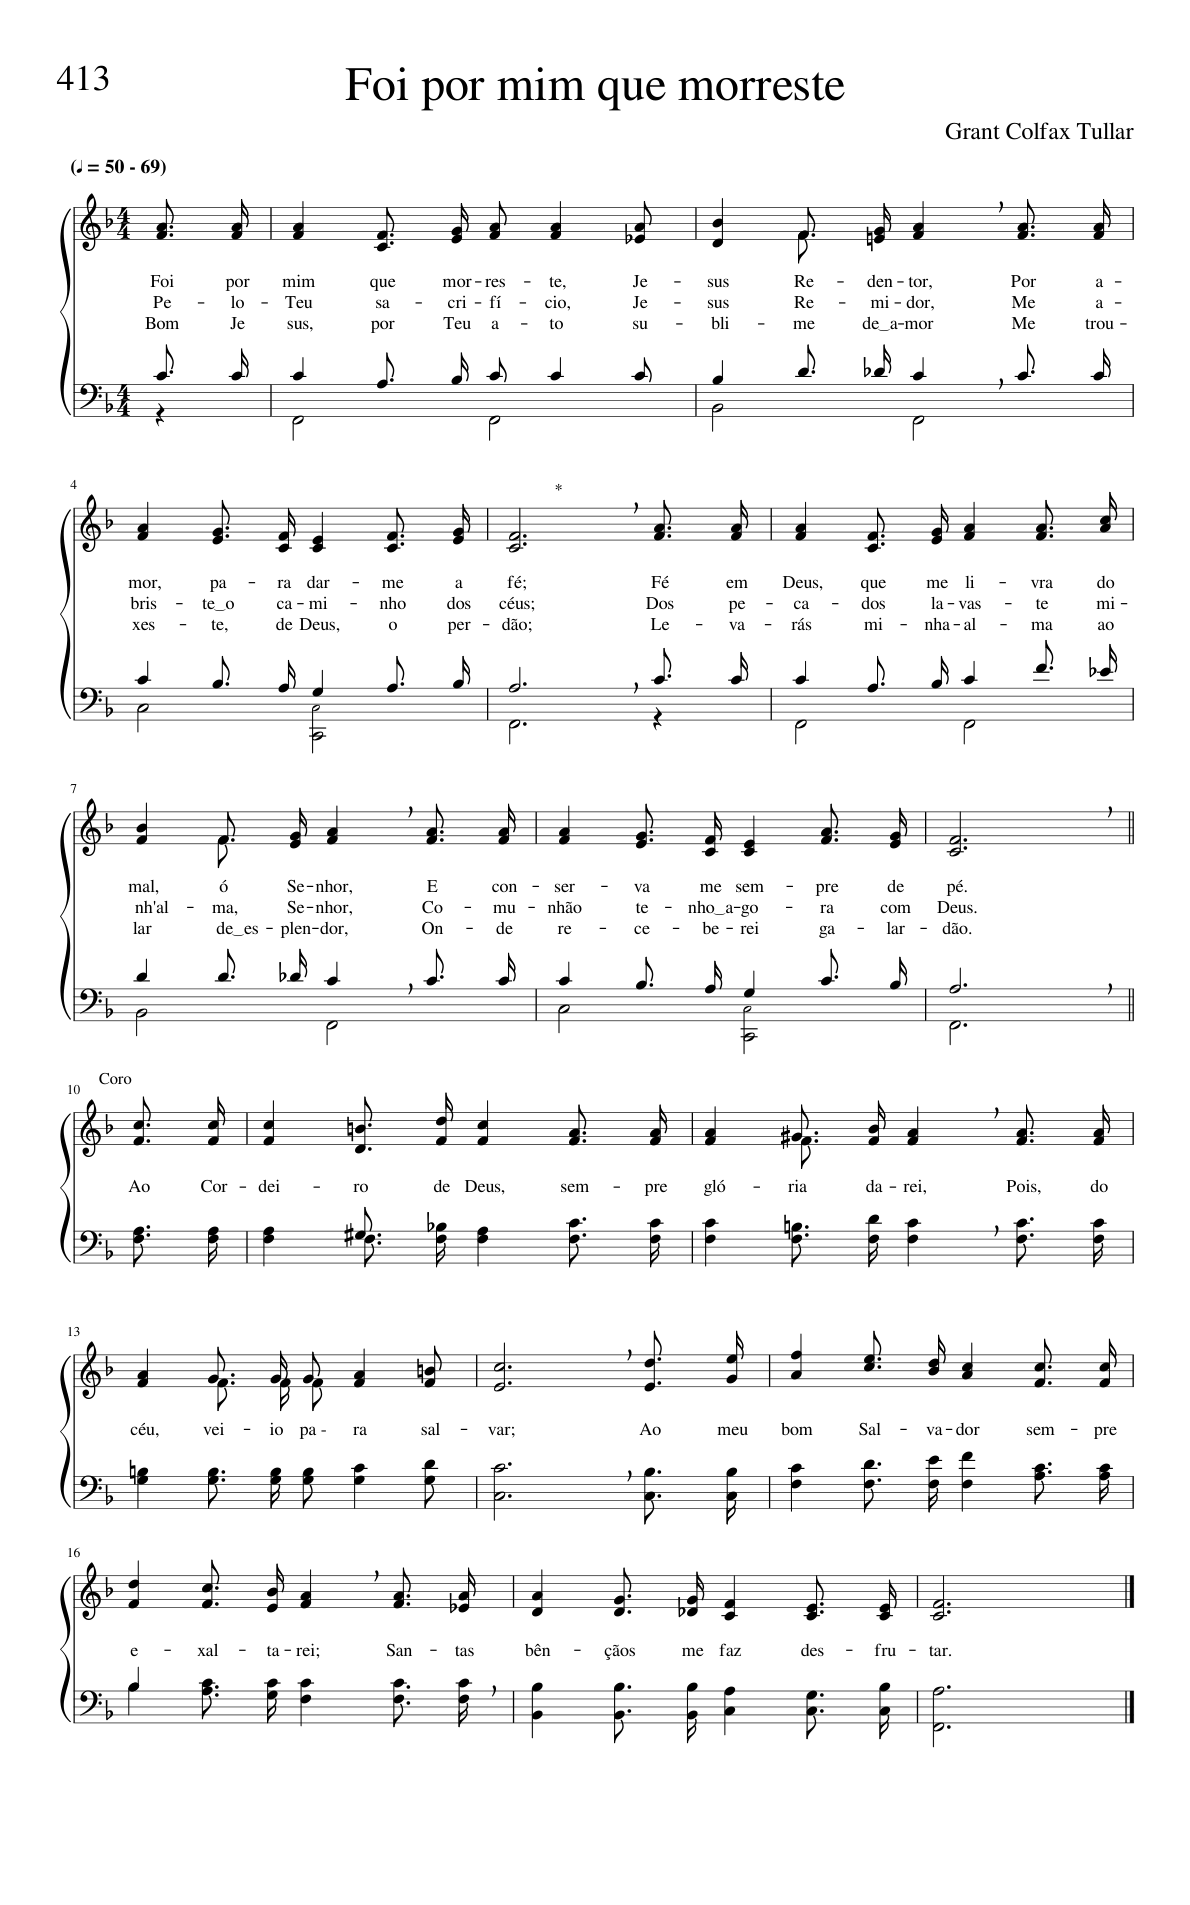 413
Foi por mim que morreste
Grant Colfax Tullar
(♩ = 50 - 69)
4
4
4
4
Foi por mim que mor – res – te, Je – sus Re – den – tor, Por a –
Pe – lo – Teu sa – cri – fí – cio, Je – sus Re – mi – dor, Me a –
Bom Je sus, por Teu a – to su – bli – me de_a – mor Me trou –
4
*
mor, pa – ra dar – me a fé; Fé em Deus, que me li – vra do
bris – te_o ca – mi – nho dos céus; Dos pe – ca – dos la – vas – te mi –
xes – te, de Deus, o per – dão; Le – va – rás mi – nha – al – ma ao
7
mal, ó Se – nhor, E con – ser – va me sem – pre de pé.
nh'al – ma, Se – nhor, Co – mu – nhão te – nho_a – go – ra com Deus.
lar de_es – plen – dor, On – de re – ce – be – rei ga – lar – dão.
Coro
10
Ao Cor – dei – ro de Deus, sem – pre gló – ria da – rei, Pois, do
13
céu, vei – io pa - ra sal – var; Ao meu bom Sal – va – dor sem – pre
16
e – xal – ta – rei; San – tas bên – çãos me faz des – fru – tar.